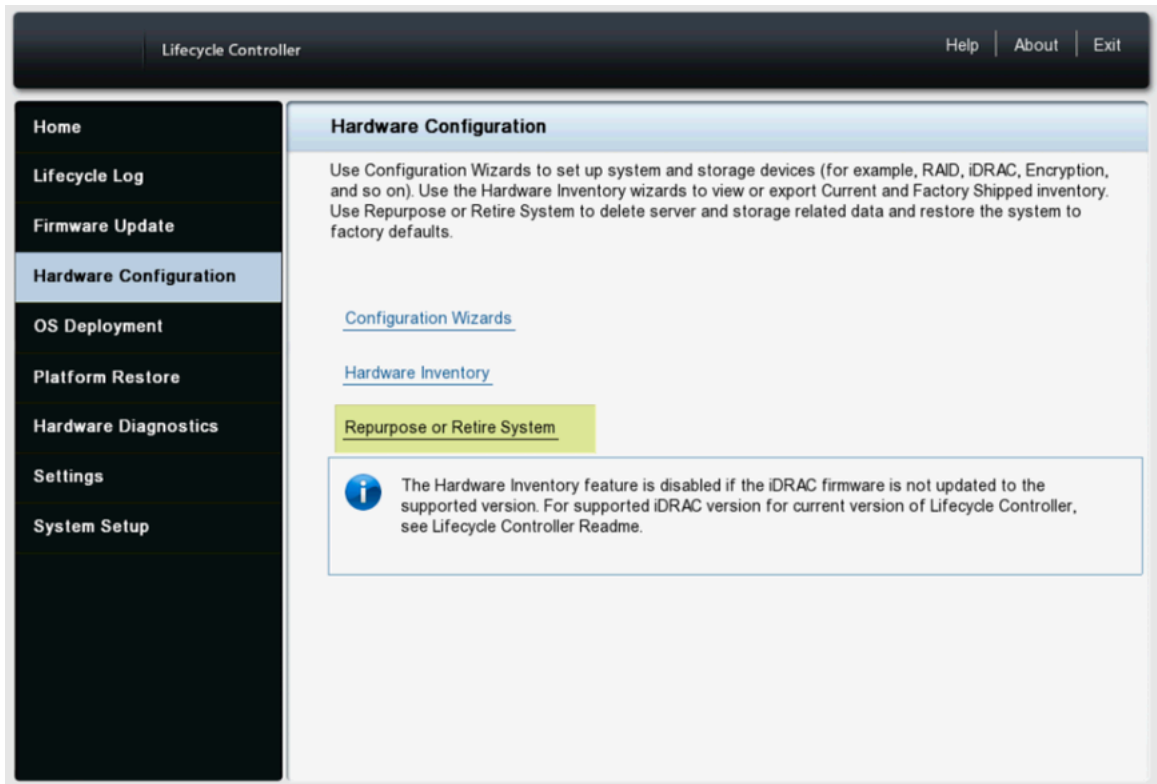 Lifecycle Controller
Help | About | Exit
Home
Lifecycle Log
Firmware Update
Hardware Configuration
OS Deployment
Platform Restore
Hardware Diagnostics
Settings
System Setup
Hardware Configuration
Use Configuration Wizards to set up system and storage devices (for example, RAID, iDRAC, Encryption,
and so on). Use the Hardware Inventory wizards to view or export Current and Factory Shipped inventory.
Use Repurpose or Retire System to delete server and storage related data and restore the system to
factory defaults.
Configuration Wizards
Hardware Inventory
Repurpose or Retire System
The Hardware Inventory feature is disabled if the iDRAC firmware is not updated to the
supported version. For supported iDRAC version for current version of Lifecycle Controller,
see Lifecycle Controller Readme.